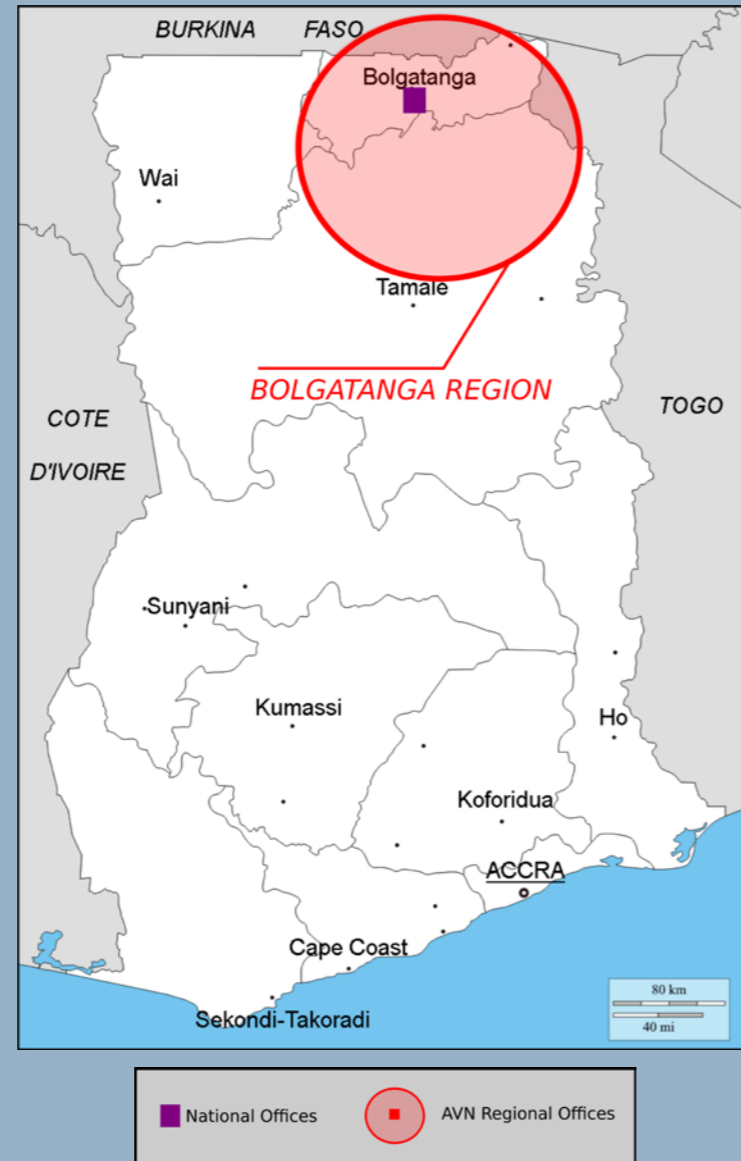 BURKINA FASO
Bolgatanga
Wai
Tamale
BOLGATANGA REGION
TOGO
COTE
D'IVOIRE
Sunyani
Kumassi
Ho
Koforidua
ACCRA
Cape Coast
Sekondi-Takoradi
80 km
40 mi
National Offices
AVN Regional Offices